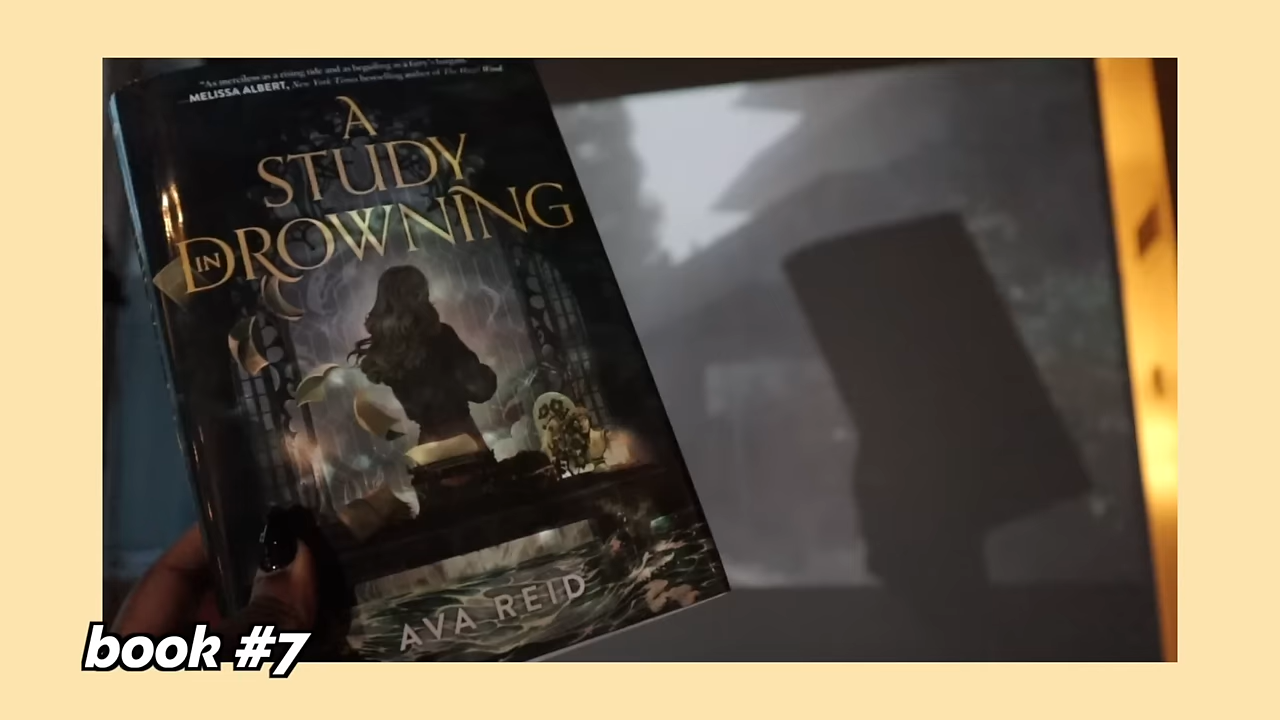 "As merciless as a rising tide and as beguiling as a fairy's bargain."
MELISSA ALBERT, New York Times bestselling author of The Hazel Wood
A
STUDY
IN DROWNING
AVA REID
book #7